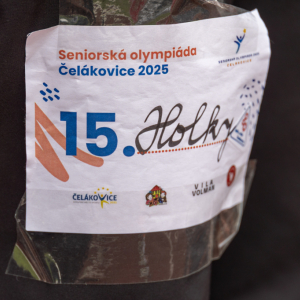 Seniorská olympiáda
Čelákovice 2025
15. Holky
ČELÁKOVICE
VILA
VOLMAN